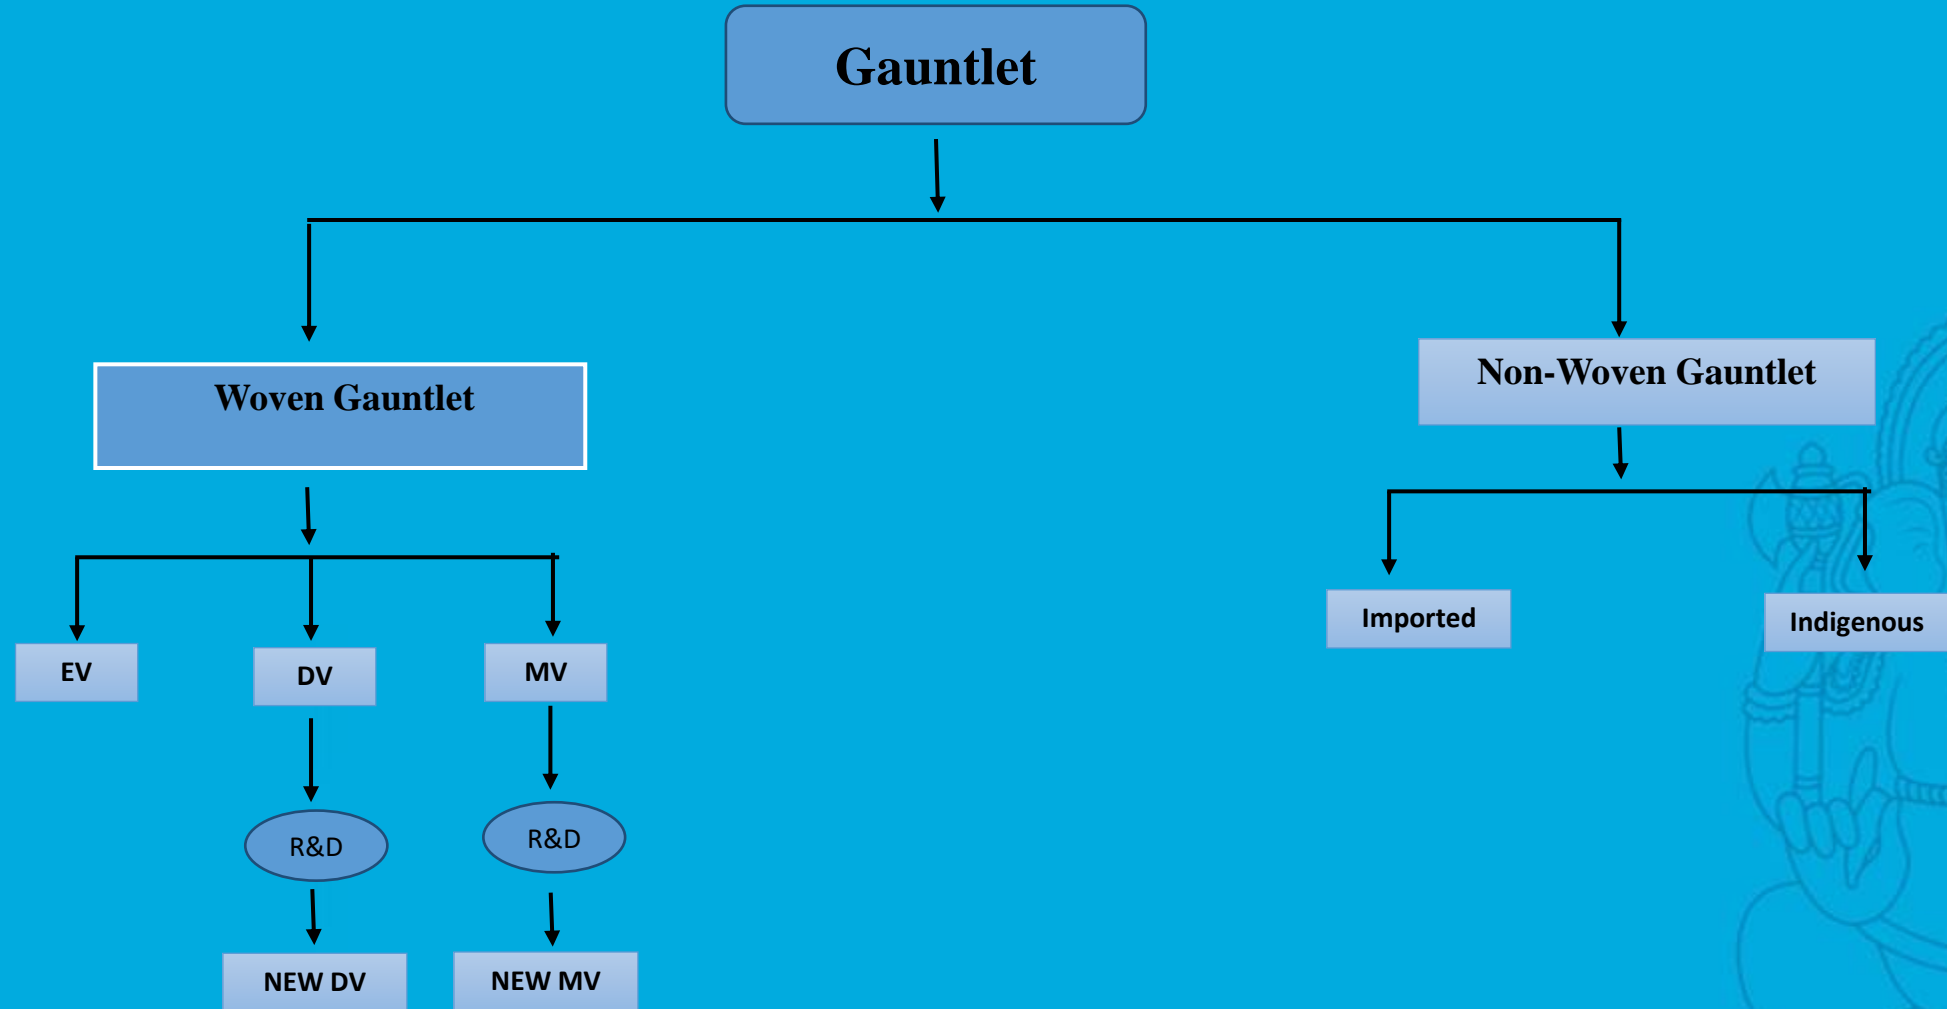 Gauntlet
Woven Gauntlet
Non-Woven Gauntlet
EV
DV
MV
Imported
Indigenous
R&D
R&D
NEW DV
NEW MV